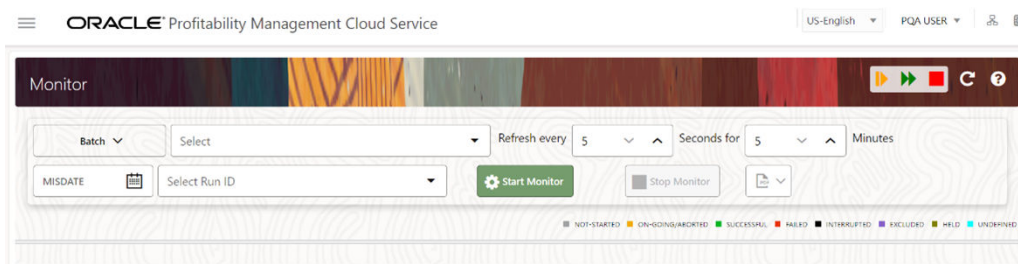 ORACLE Profitability Management Cloud Service US-English PQA USER
Monitor
Batch Select Refresh every 5 Seconds for 5 Minutes
MISDATE Select Run ID Start Monitor Stop Monitor
NOT-STARTED ON-GOING/ABORTED SUCCESSFUL FAILED INTERRUPTED EXCLUDED HELD UNDEFINED